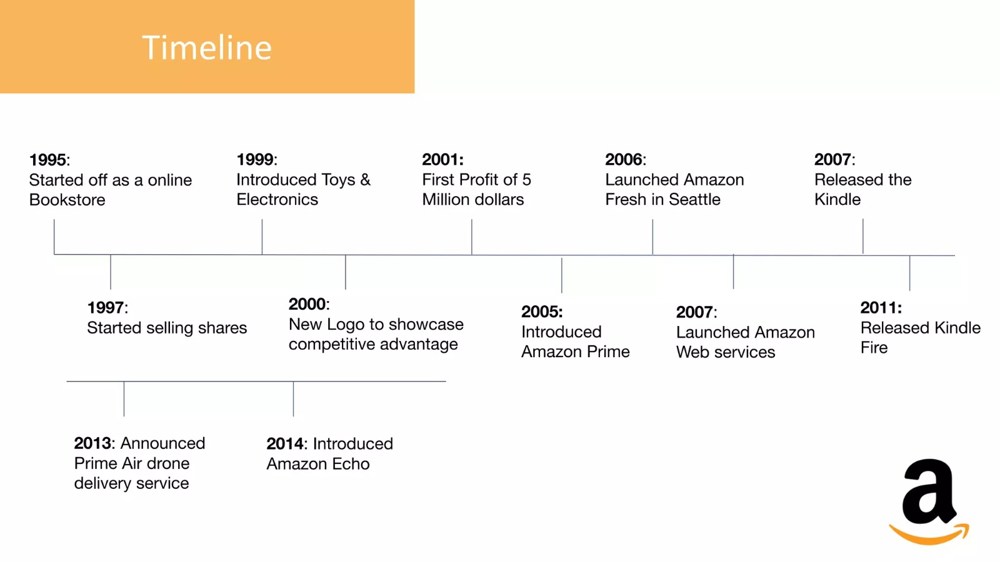 Timeline
1995:
Started off as a online
Bookstore
1999:
Introduced Toys &
Electronics
2001:
First Profit of 5
Million dollars
2006:
Launched Amazon
Fresh in Seattle
2007:
Released the
Kindle
1997:
Started selling shares
2000:
New Logo to showcase
competitive advantage
2005:
Introduced
Amazon Prime
2007:
Launched Amazon
Web services
2011:
Released Kindle
Fire
2013: Announced
Prime Air drone
delivery service
2014: Introduced
Amazon Echo
a